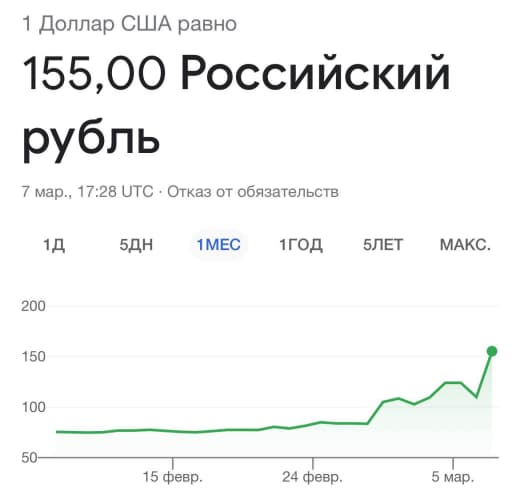 1 Доллар США равно
155,00 Российский
рубль
7 мар., 17:28 UTC · Отказ от обязательств
1Д 5ДН 1МЕС 1ГОД 5ЛЕТ МАКС.
200
150
100
50
15 февр. 24 февр. 5 мар.